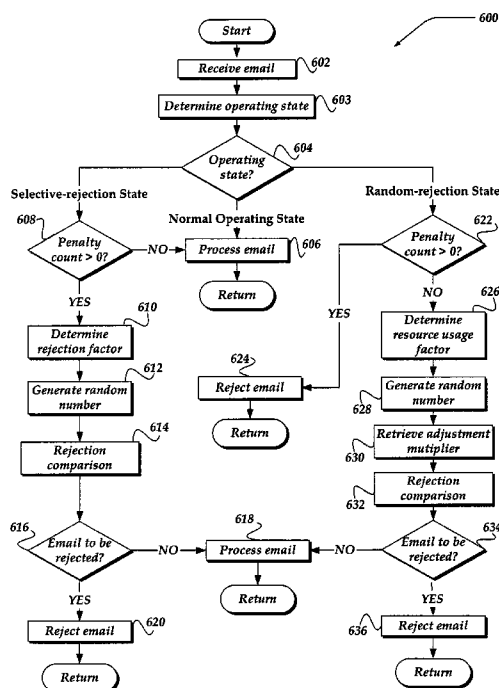 600
Start
Receive email
602
Determine operating state
603
Operating
state?
604
Selective-rejection State
Normal Operating State
Random-rejection State
608
Penalty
count > 0?
NO
Process email
606
Return
622
Penalty
count > 0?
YES
NO
YES
610
Determine
rejection factor
612
Generate random
number
614
Rejection
comparison
624
Reject email
Return
626
Determine
resource usage
factor
Generate random
number
628
Retrieve adjustment
mutiplier
630
Rejection
comparison
632
616
Email to be
rejected?
NO
618
Process email
Return
NO
Email to be
rejected?
634
YES
Reject email
620
Return
YES
Reject email
636
Return